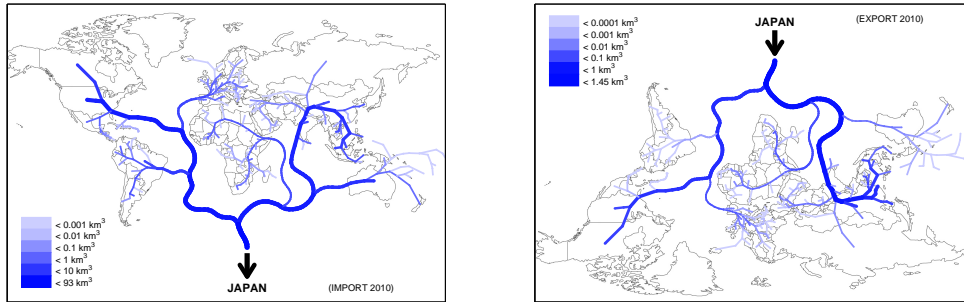 < 0.001 km³
< 0.01 km³
< 0.1 km³
< 1 km³
< 10 km³
< 93 km³
JAPAN
(IMPORT 2010)
< 0.0001 km³
< 0.001 km³
< 0.01 km³
< 0.1 km³
< 1 km³
< 1.45 km³
JAPAN
(EXPORT 2010)